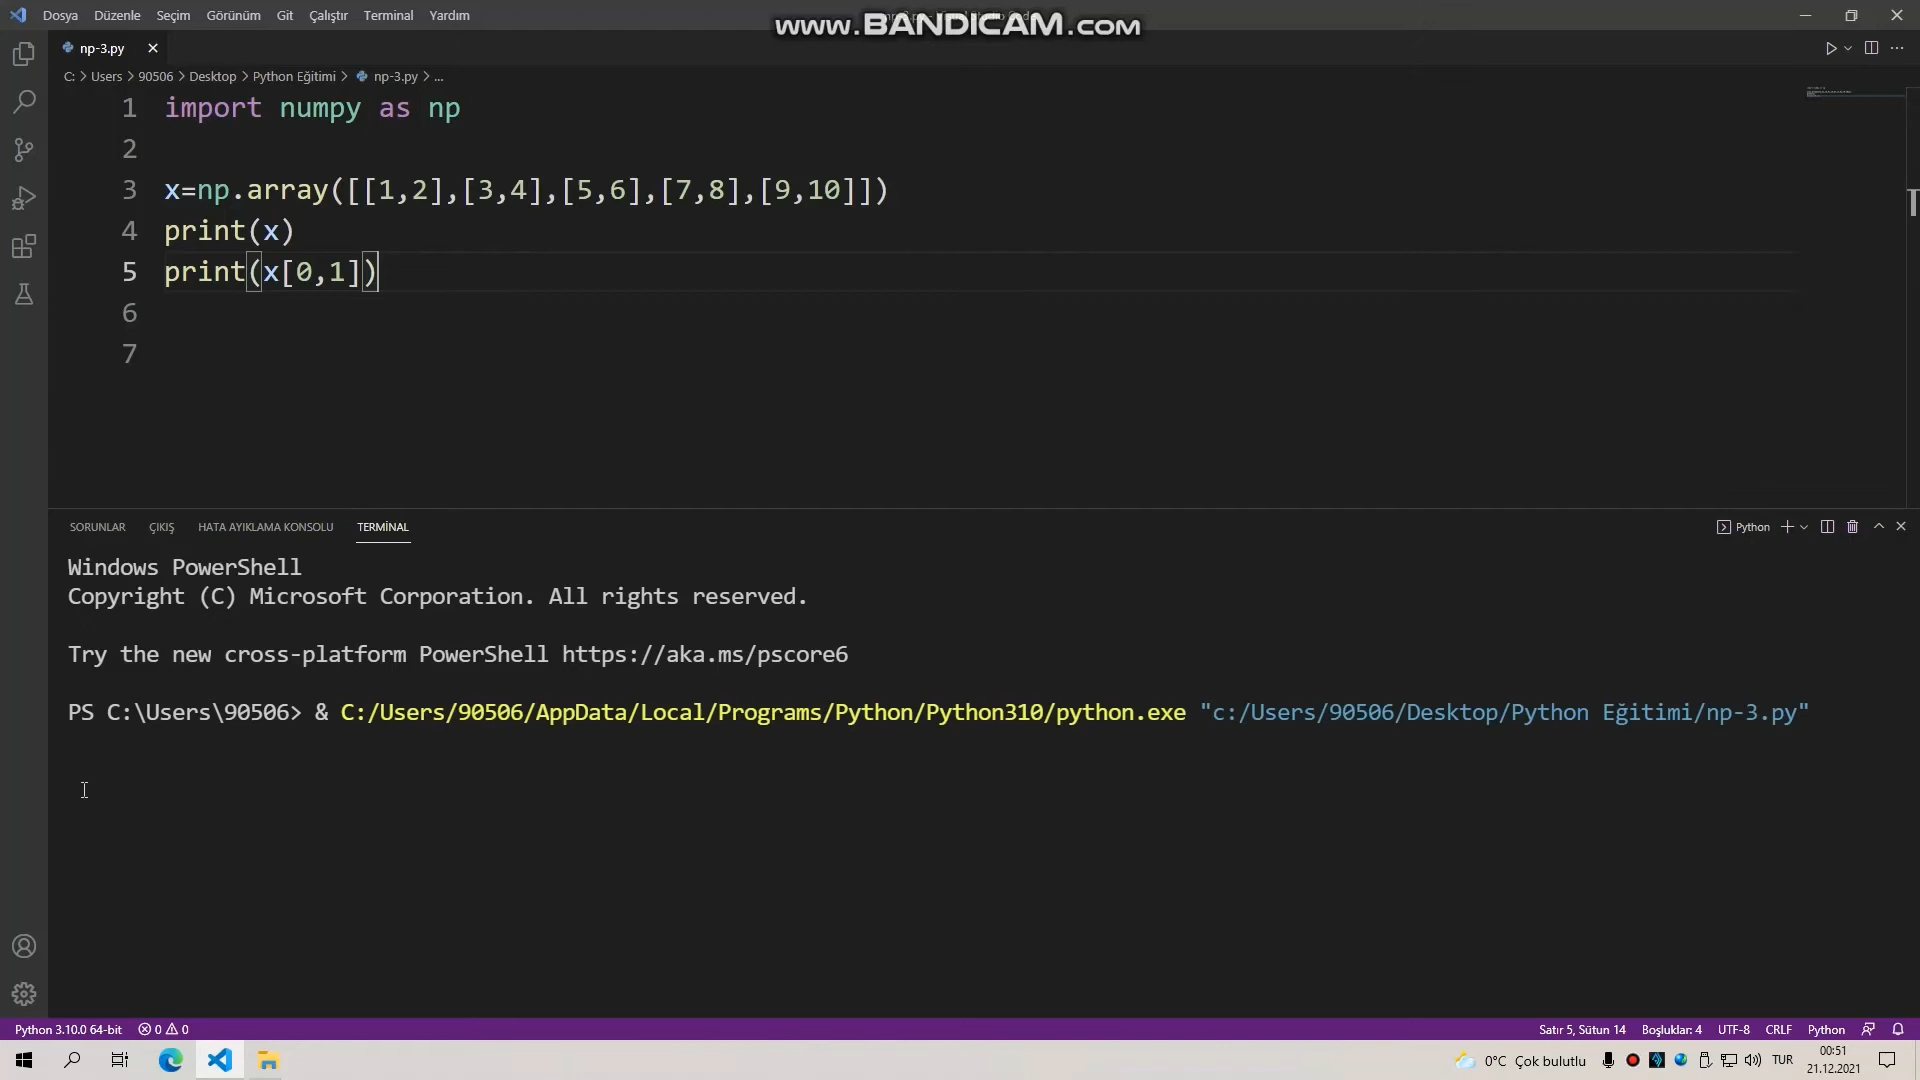 Dosya Düzenle Seçim Görünüm Git Çalıştır Terminal Yardım
www.BANDICAM.com
np-3.py
C: > Users > 90506 > Desktop > Python Eğitimi > np-3.py > ...
1 import numpy as np
2
3 x=np.array([[1,2],[3,4],[5,6],[7,8],[9,10]])
4 print(x)
5 print(x[0,1])
6
7
SORUNLAR ÇIKIŞ HATA AYIKLAMA KONSOLU TERMİNAL
Python
Windows PowerShell
Copyright (C) Microsoft Corporation. All rights reserved.
Try the new cross-platform PowerShell https://aka.ms/pscore6
PS C:\Users\90506> & C:/Users/90506/AppData/Local/Programs/Python/Python310/python.exe "c:/Users/90506/Desktop/Python Eğitimi/np-3.py"
Python 3.10.0 64-bit 0 0
Satır 5, Sütun 14 Boşluklar: 4 UTF-8 CRLF Python
0°C Çok bulutlu TUR
00:51
21.12.2021